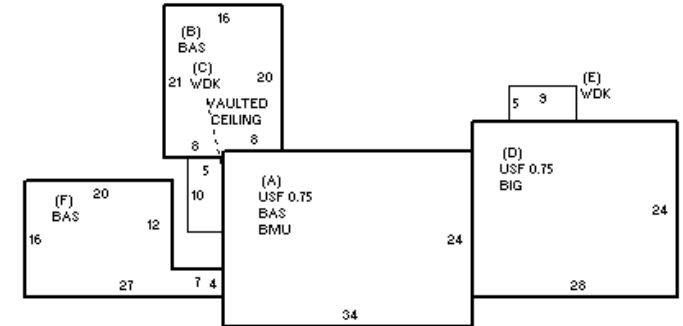 16
(B)
BAS
(C)
21 WDK 20
VAULTED
CEILING
8 8
5
10
(E)
WDK
5 9
(D)
USF 0.75
BIG
24
28
(A)
USF 0.75
BAS
BMU
24
34
20
(F)
BAS
12
16
27
7 4